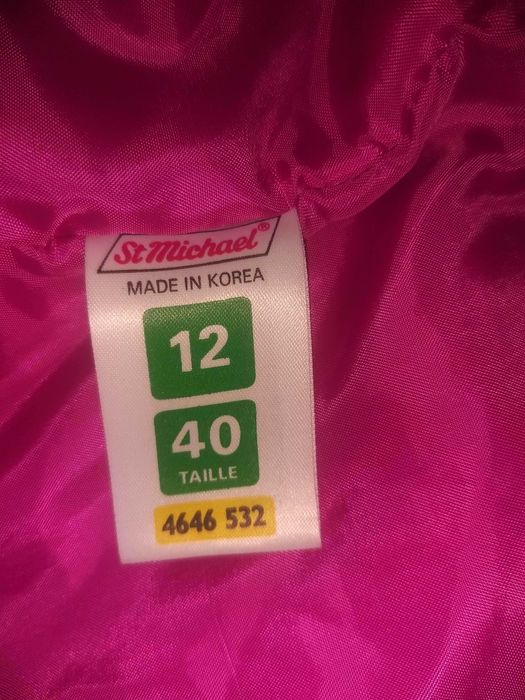 St Michael®
MADE IN KOREA
12
40
TAILLE
4646 532